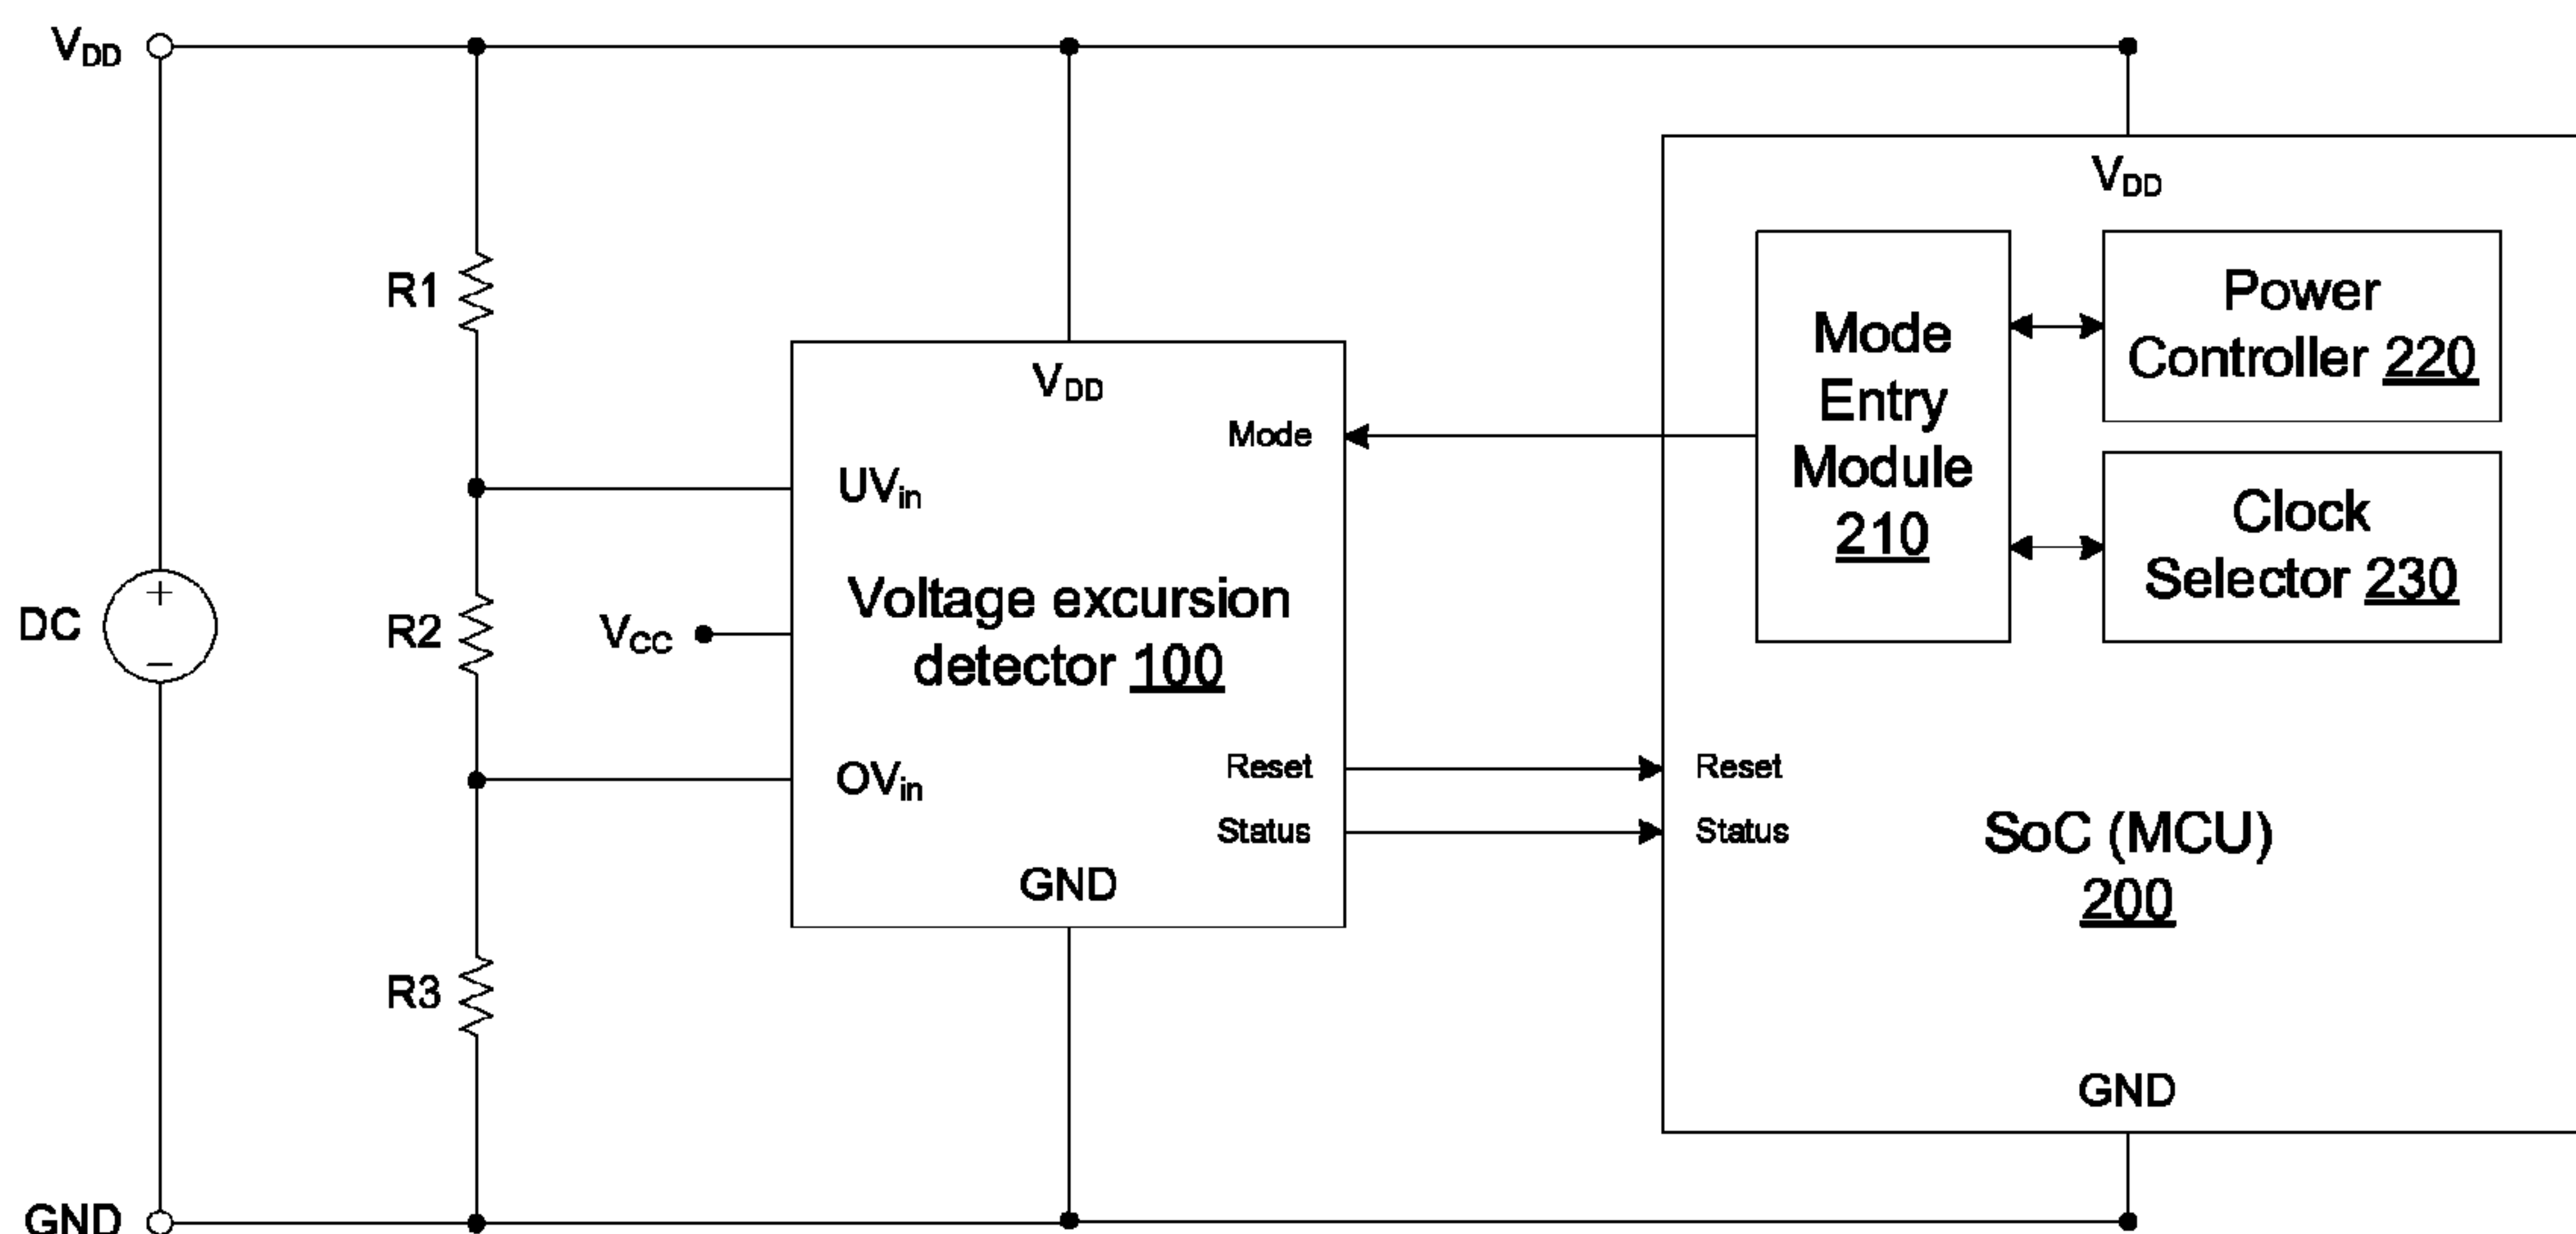 VDD
VDD
R1
Mode
Entry
Module
210
Power
Controller 220
VDD
Mode
UVin
Clock
Selector 230
DC
+
−
R2
VCC
Voltage excursion
detector 100
OVin
Reset
Reset
Status
Status
SoC (MCU)
200
GND
R3
GND
GND